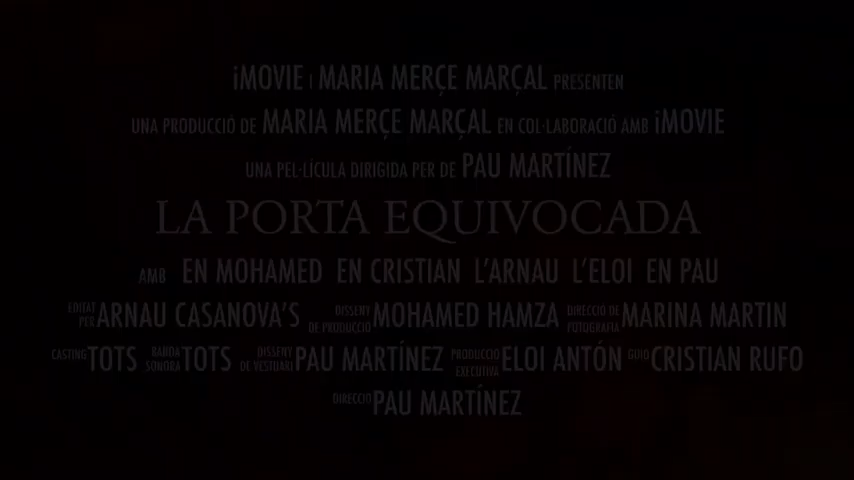 iMOVIE I MARIA MERÇE MARÇAL PRESENTEN
UNA PRODUCCIÓ DE MARIA MERÇE MARÇAL EN COL·LABORACIÓ AMB iMOVIE
UNA PEL·LÍCULA DIRIGIDA PER DE PAU MARTÍNEZ
LA PORTA EQUIVOCADA
AMB EN MOHAMED EN CRISTIAN L'ARNAU L'ELOI EN PAU
EDITAT PER ARNAU CASANOVA'S DISSENY DE PRODUCCIÓ MOHAMED HAMZA DIRECCIÓ DE FOTOGRAFIA MARINA MARTIN
CASTING TOTS BANDA SONORA TOTS DISSENY DE VESTUARI PAU MARTÍNEZ PRODUCCIÓ EXECUTIVA ELOI ANTÓN GUIÓ CRISTIAN RUFO
DIRECCIÓ PAU MARTÍNEZ